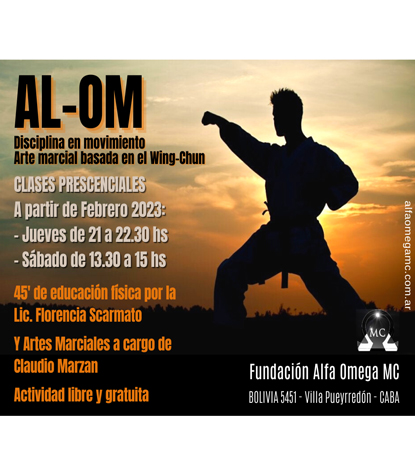 AL-OM
Disciplina en movimiento
Arte marcial basada en el Wing-Chun
CLASES PRESCENCIALES
A partir de Febrero 2023:
- Jueves de 21 a 22.30 hs
- Sábado de 13.30 a 15 hs
45' de educación física por la
Lic. Florencia Scarmato
Y Artes Marciales a cargo de
Claudio Marzan
Actividad libre y gratuita
alfaomegamc.com.ar
MC
Fundación Alfa Omega MC
BOLIVIA 5451 - Villa Pueyrredón - CABA